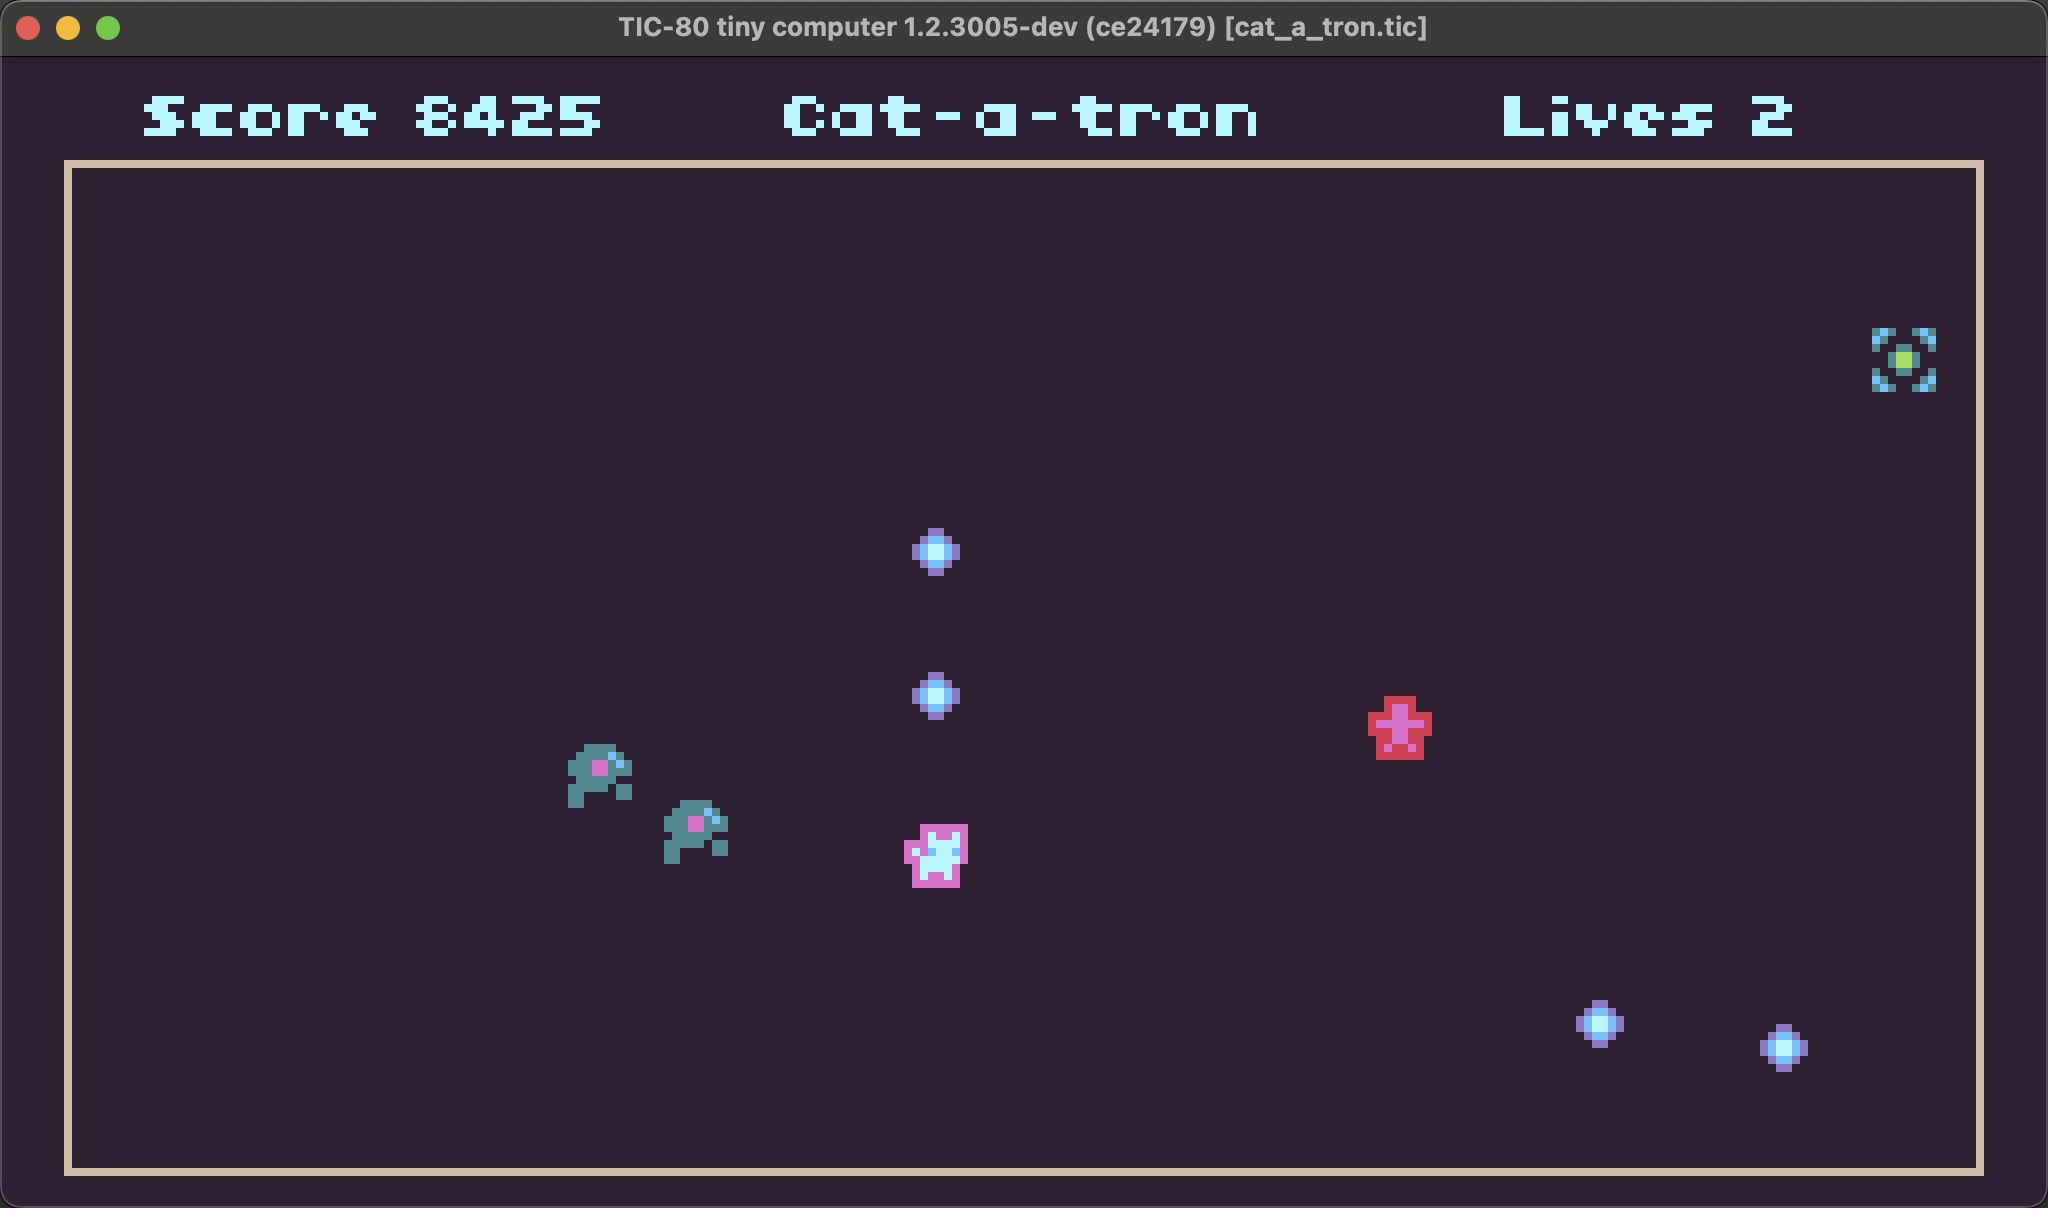 TIC-80 tiny computer 1.2.3005-dev (ce24179) [cat_a_tron.tic]
Score 8425 Cat-a-tron Lives 2